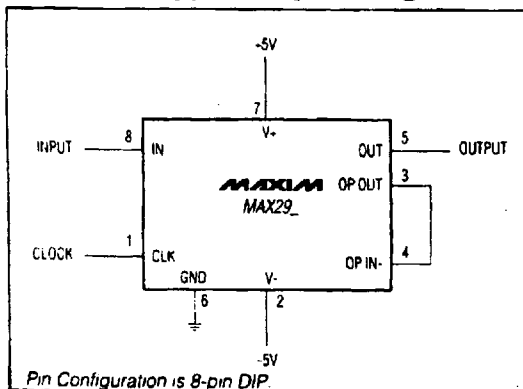 +5V
7
V+
INPUT
8
IN
OUT
5
OUTPUT
MAXIM
MAX29_
OP OUT
3
CLOCK
1
CLK
OP IN-
4
GND
V-
6
2
-5V
Pin Configuration is 8-pin DIP.